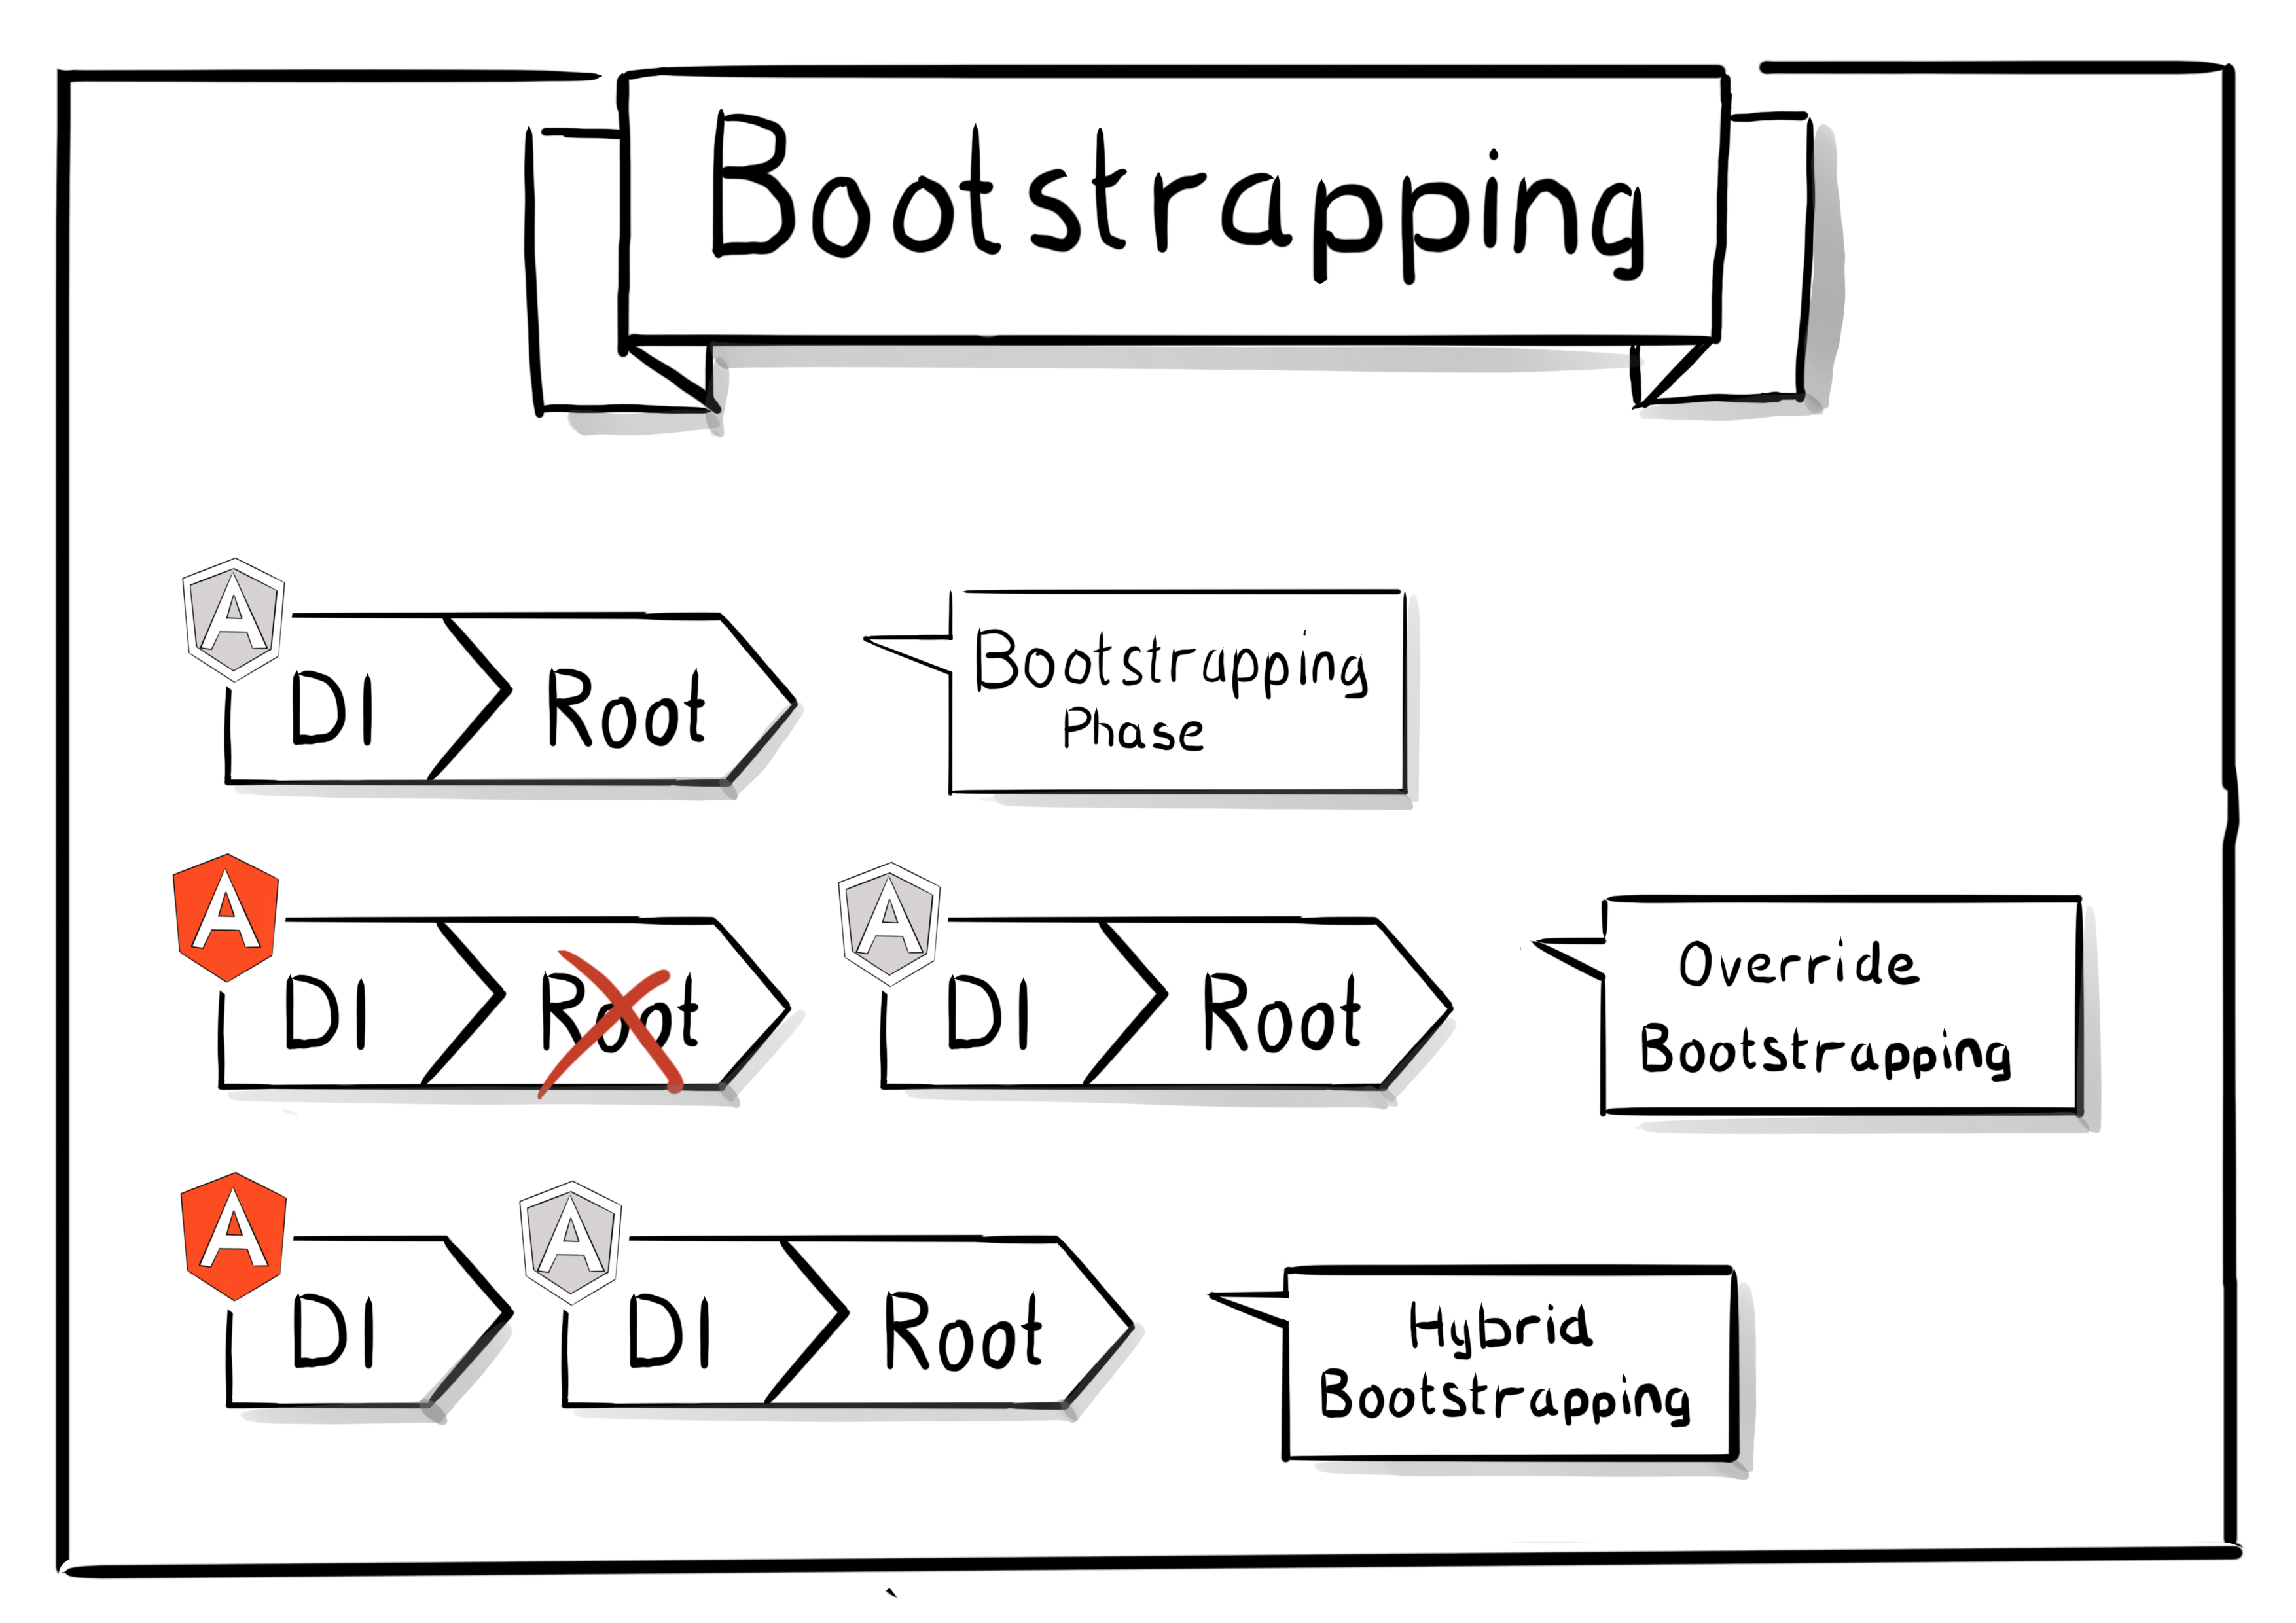 Bootstrapping
A
DI Root
Bootstrapping
Phase
A
DI Root
A
DI Root
Override
Bootstrapping
A
DI
A
DI Root
Hybrid
Bootstrapping